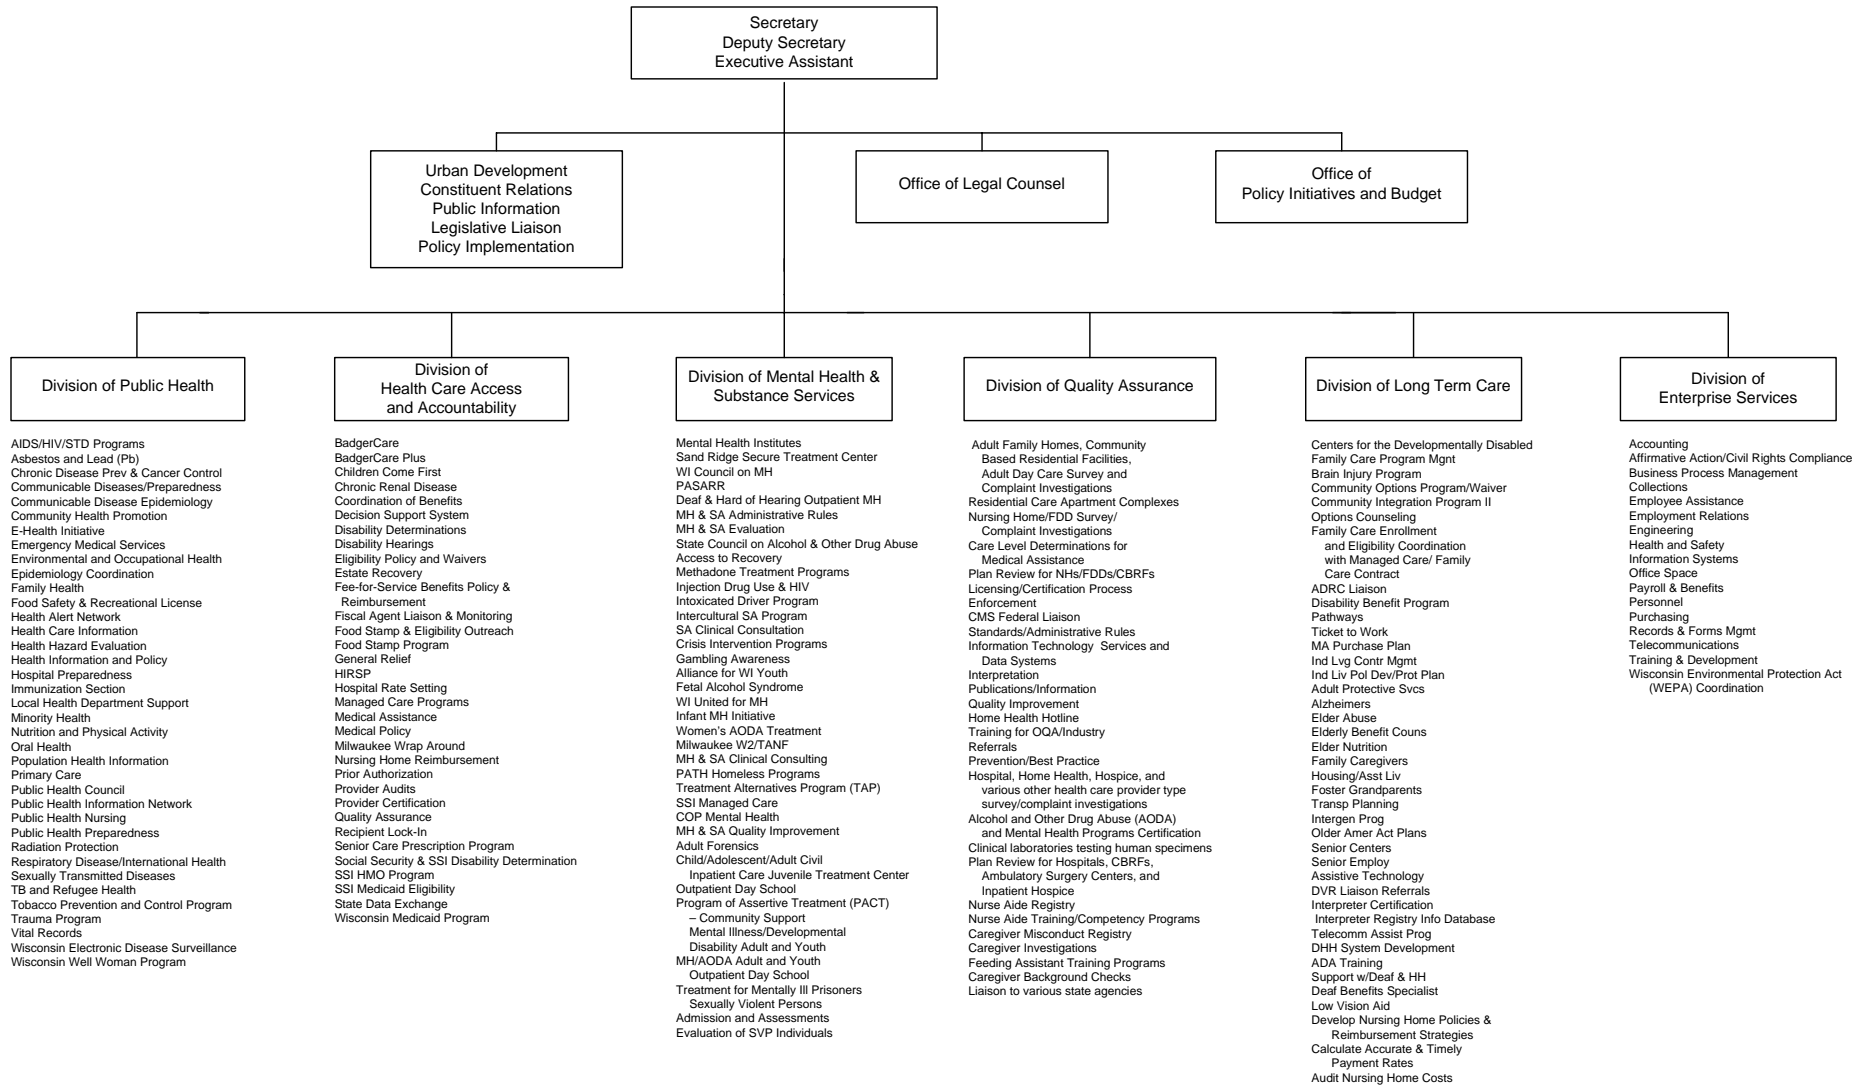 Secretary
Deputy Secretary
Executive Assistant
Urban Development
Constituent Relations
Public Information
Legislative Liaison
Policy Implementation
Office of Legal Counsel
Office of
Policy Initiatives and Budget
Division of Public Health
AIDS/HIV/STD Programs
Asbestos and Lead (Pb)
Chronic Disease Prev & Cancer Control
Communicable Diseases/Preparedness
Communicable Disease Epidemiology
Community Health Promotion
E-Health Initiative
Emergency Medical Services
Environmental and Occupational Health
Epidemiology Coordination
Family Health
Food Safety & Recreational License
Health Alert Network
Health Care Information
Health Hazard Evaluation
Health Information and Policy
Hospital Preparedness
Immunization Section
Local Health Department Support
Minority Health
Nutrition and Physical Activity
Oral Health
Population Health Information
Primary Care
Public Health Council
Public Health Information Network
Public Health Nursing
Public Health Preparedness
Radiation Protection
Respiratory Disease/International Health
Sexually Transmitted Diseases
TB and Refugee Health
Tobacco Prevention and Control Program
Trauma Program
Vital Records
Wisconsin Electronic Disease Surveillance
Wisconsin Well Woman Program
Division of
Health Care Access
and Accountability
BadgerCare
BadgerCare Plus
Children Come First
Chronic Renal Disease
Coordination of Benefits
Decision Support System
Disability Determinations
Disability Hearings
Eligibility Policy and Waivers
Estate Recovery
Fee-for-Service Benefits Policy &
Reimbursement
Fiscal Agent Liaison & Monitoring
Food Stamp & Eligibility Outreach
Food Stamp Program
General Relief
HIRSP
Hospital Rate Setting
Managed Care Programs
Medical Assistance
Medical Policy
Milwaukee Wrap Around
Nursing Home Reimbursement
Prior Authorization
Provider Audits
Provider Certification
Quality Assurance
Recipient Lock-In
Senior Care Prescription Program
Social Security & SSI Disability Determination
SSI HMO Program
SSI Medicaid Eligibility
State Data Exchange
Wisconsin Medicaid Program
Division of Mental Health &
Substance Services
Mental Health Institutes
Sand Ridge Secure Treatment Center
WI Council on MH
PASARR
Deaf & Hard of Hearing Outpatient MH
MH & SA Administrative Rules
MH & SA Evaluation
State Council on Alcohol & Other Drug Abuse
Access to Recovery
Methadone Treatment Programs
Injection Drug Use & HIV
Intoxicated Driver Program
Intercultural SA Program
SA Clinical Consultation
Crisis Intervention Programs
Gambling Awareness
Alliance for WI Youth
Fetal Alcohol Syndrome
WI United for MH
Infant MH Initiative
Women's AODA Treatment
Milwaukee W2/TANF
MH & SA Clinical Consulting
PATH Homeless Programs
Treatment Alternatives Program (TAP)
SSI Managed Care
COP Mental Health
MH & SA Quality Improvement
Adult Forensics
Child/Adolescent/Adult Civil
Inpatient Care Juvenile Treatment Center
Outpatient Day School
Program of Assertive Treatment (PACT)
– Community Support
Mental Illness/Developmental
Disability Adult and Youth
MH/AODA Adult and Youth
Outpatient Day School
Treatment for Mentally Ill Prisoners
Sexually Violent Persons
Admission and Assessments
Evaluation of SVP Individuals
Division of Quality Assurance
Adult Family Homes, Community
Based Residential Facilities,
Adult Day Care Survey and
Complaint Investigations
Residential Care Apartment Complexes
Nursing Home/FDD Survey/
Complaint Investigations
Care Level Determinations for
Medical Assistance
Plan Review for NHs/FDDs/CBRFs
Licensing/Certification Process
Enforcement
CMS Federal Liaison
Standards/Administrative Rules
Information Technology Services and
Data Systems
Interpretation
Publications/Information
Quality Improvement
Home Health Hotline
Training for OQA/Industry
Referrals
Prevention/Best Practice
Hospital, Home Health, Hospice, and
various other health care provider type
survey/complaint investigations
Alcohol and Other Drug Abuse (AODA)
and Mental Health Programs Certification
Clinical laboratories testing human specimens
Plan Review for Hospitals, CBRFs,
Ambulatory Surgery Centers, and
Inpatient Hospice
Nurse Aide Registry
Nurse Aide Training/Competency Programs
Caregiver Misconduct Registry
Caregiver Investigations
Feeding Assistant Training Programs
Caregiver Background Checks
Liaison to various state agencies
Division of Long Term Care
Centers for the Developmentally Disabled
Family Care Program Mgnt
Brain Injury Program
Community Options Program/Waiver
Community Integration Program II
Options Counseling
Family Care Enrollment
and Eligibility Coordination
with Managed Care/ Family
Care Contract
ADRC Liaison
Disability Benefit Program
Pathways
Ticket to Work
MA Purchase Plan
Ind Lvg Contr Mgmt
Ind Liv Pol Dev/Prot Plan
Adult Protective Svcs
Alzheimers
Elder Abuse
Elderly Benefit Couns
Elder Nutrition
Family Caregivers
Housing/Asst Liv
Foster Grandparents
Transp Planning
Intergen Prog
Older Amer Act Plans
Senior Centers
Senior Employ
Assistive Technology
DVR Liaison Referrals
Interpreter Certification
Interpreter Registry Info Database
Telecomm Assist Prog
DHH System Development
ADA Training
Support w/Deaf & HH
Deaf Benefits Specialist
Low Vision Aid
Develop Nursing Home Policies &
Reimbursement Strategies
Calculate Accurate & Timely
Payment Rates
Audit Nursing Home Costs
Division of
Enterprise Services
Accounting
Affirmative Action/Civil Rights Compliance
Business Process Management
Collections
Employee Assistance
Employment Relations
Engineering
Health and Safety
Information Systems
Office Space
Payroll & Benefits
Personnel
Purchasing
Records & Forms Mgmt
Telecommunications
Training & Development
Wisconsin Environmental Protection Act
(WEPA) Coordination